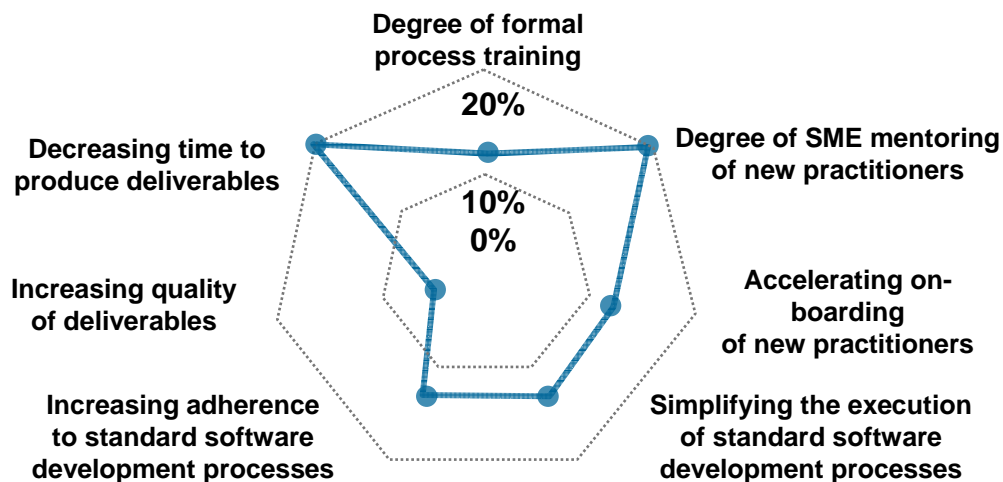 Degree of formal
process training
20%
Decreasing time to
produce deliverables
Degree of SME mentoring
of new practitioners
10%
0%
Increasing quality
of deliverables
Accelerating on-
boarding
of new practitioners
Increasing adherence
to standard software
development processes
Simplifying the execution
of standard software
development processes